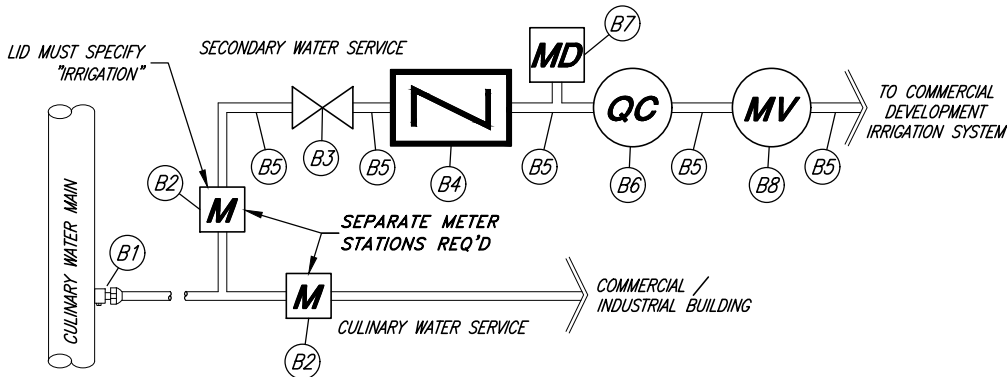 LID MUST SPECIFY
"IRRIGATION"
SECONDARY WATER SERVICE
B7
MD
QC
MV
TO COMMERCIAL
DEVELOPMENT
IRRIGATION SYSTEM
B5
B3
B5
B4
B5
B6
B5
B8
B5
B2
M
SEPARATE METER
STATIONS REQ'D
CULINARY WATER MAIN
B1
M
COMMERCIAL /
INDUSTRIAL BUILDING
CULINARY WATER SERVICE
B2